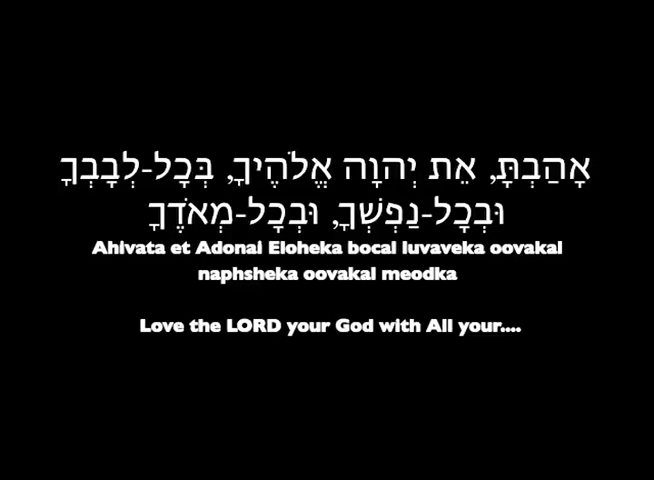 אָהַבְתָּ, אֵת יְהוָה אֱלֹהֶיךָ, בְּכָל-לְבָבְךָ
וּבְכָל-נַפְשְׁךָ, וּבְכָל-מְאֹדֶךָ
Ahivata et Adonai Eloheka bocal luvaveka oovakal
naphsheka oovakal meodka
Love the LORD your God with All your....